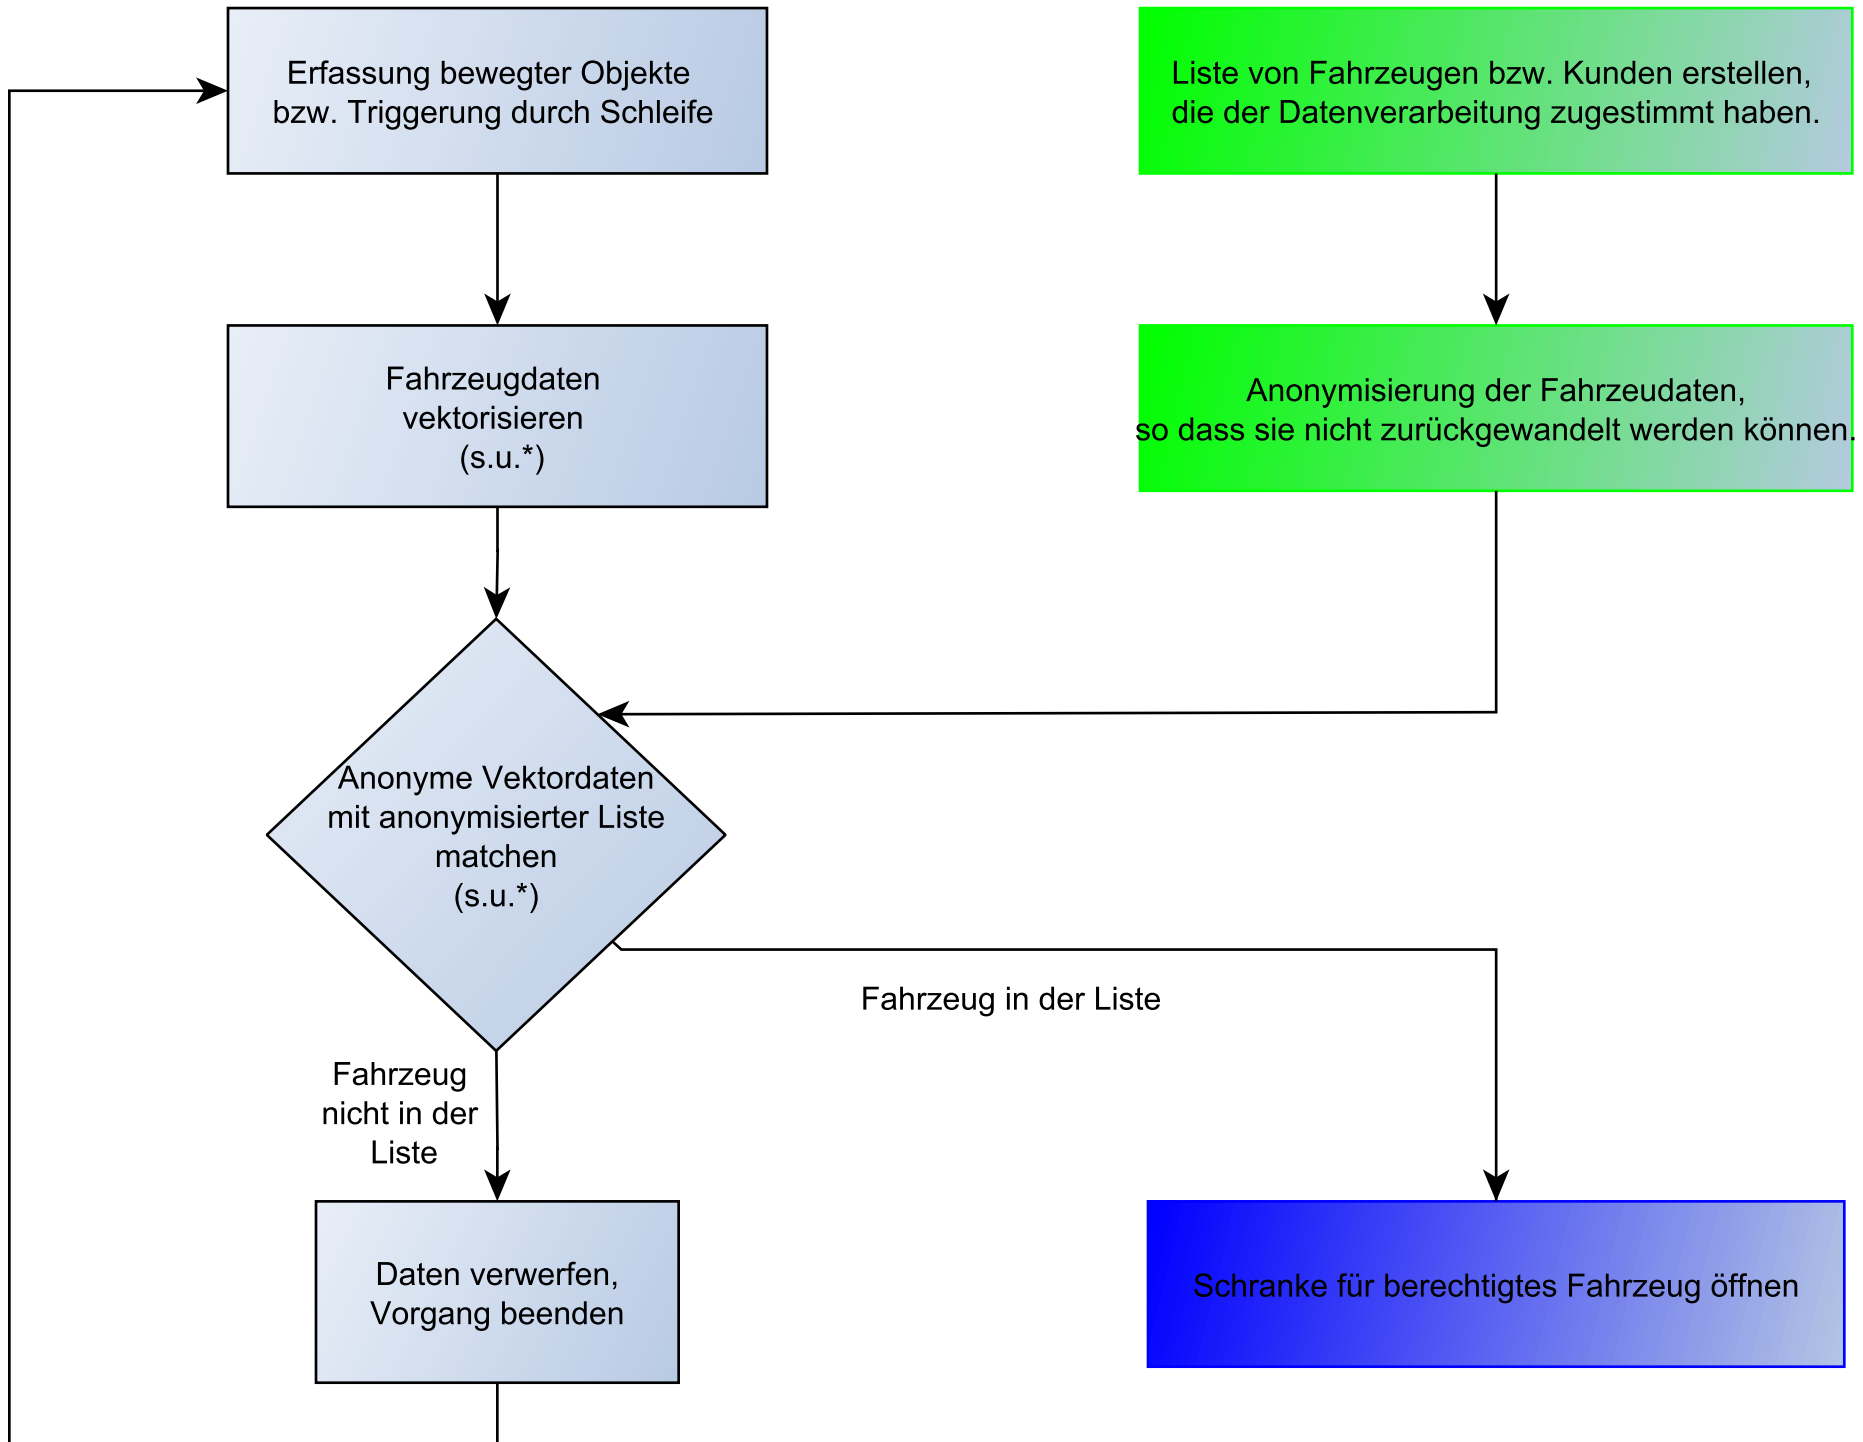 Erfassung bewegter Objekte
bzw. Triggerung durch Schleife
Liste von Fahrzeugen bzw. Kunden erstellen,
die der Datenverarbeitung zugestimmt haben.
Fahrzeugdaten
vektorisieren
(s.u.*)
Anonymisierung der Fahrzeudaten,
so dass sie nicht zurückgewandelt werden können.
Anonyme Vektordaten
mit anonymisierter Liste
matchen
(s.u.*)
Fahrzeug in der Liste
Fahrzeug
nicht in der
Liste
Daten verwerfen,
Vorgang beenden
Schranke für berechtigtes Fahrzeug öffnen